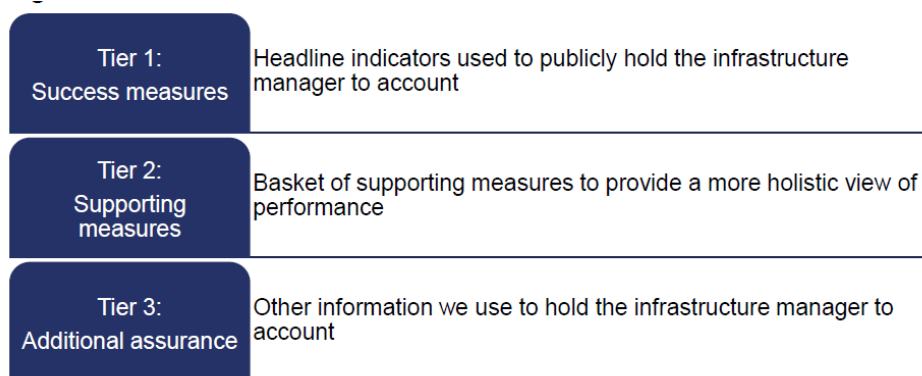 Tier 1:
Success measures
Headline indicators used to publicly hold the infrastructure
manager to account
Tier 2:
Supporting
measures
Basket of supporting measures to provide a more holistic view of
performance
Tier 3:
Additional assurance
Other information we use to hold the infrastructure manager to
account